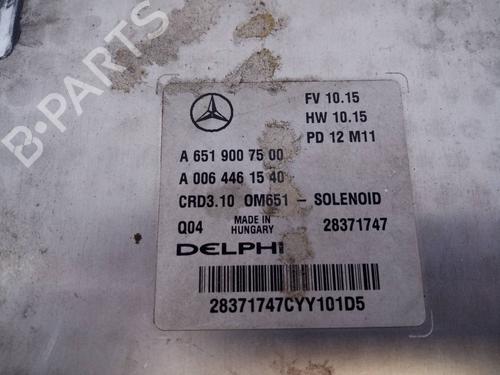 FV 10.15
HW 10.15
PD 12 M11
A 651 900 75 00
A 006 446 15 40
CRD3.10 OM651 - SOLENOID
Q04 MADE IN HUNGARY 28371747
DELPHI
28371747CYY101D5
B-PARTS